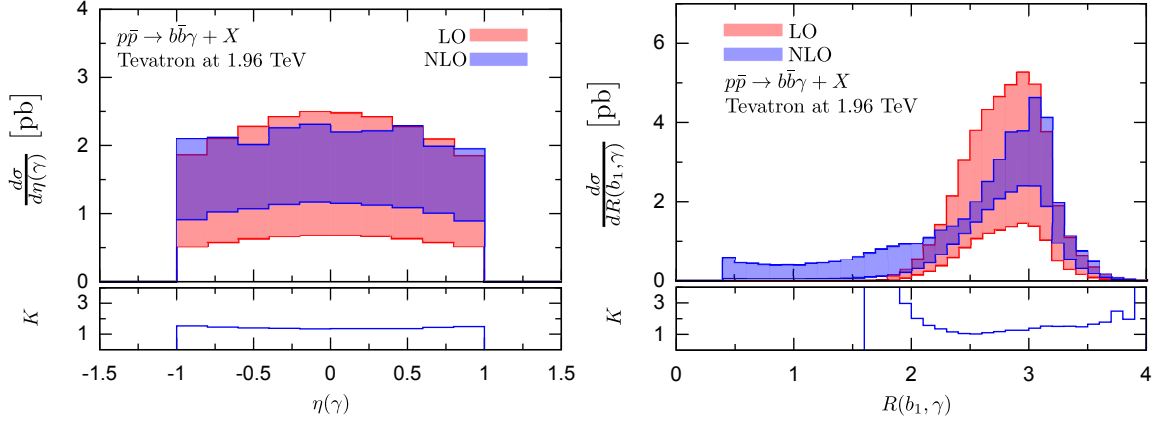 4
3
2
1
0
dσ/dη(γ) [pb]
pp̄ → bb̄γ + X
Tevatron at 1.96 TeV
LO
NLO
3
1
K
-1.5 -1 -0.5 0 0.5 1 1.5
η(γ)
6
4
2
0
dσ/dR(b₁, γ) [pb]
LO
NLO
pp̄ → bb̄γ + X
Tevatron at 1.96 TeV
3
1
K
0 1 2 3 4
R(b₁, γ)